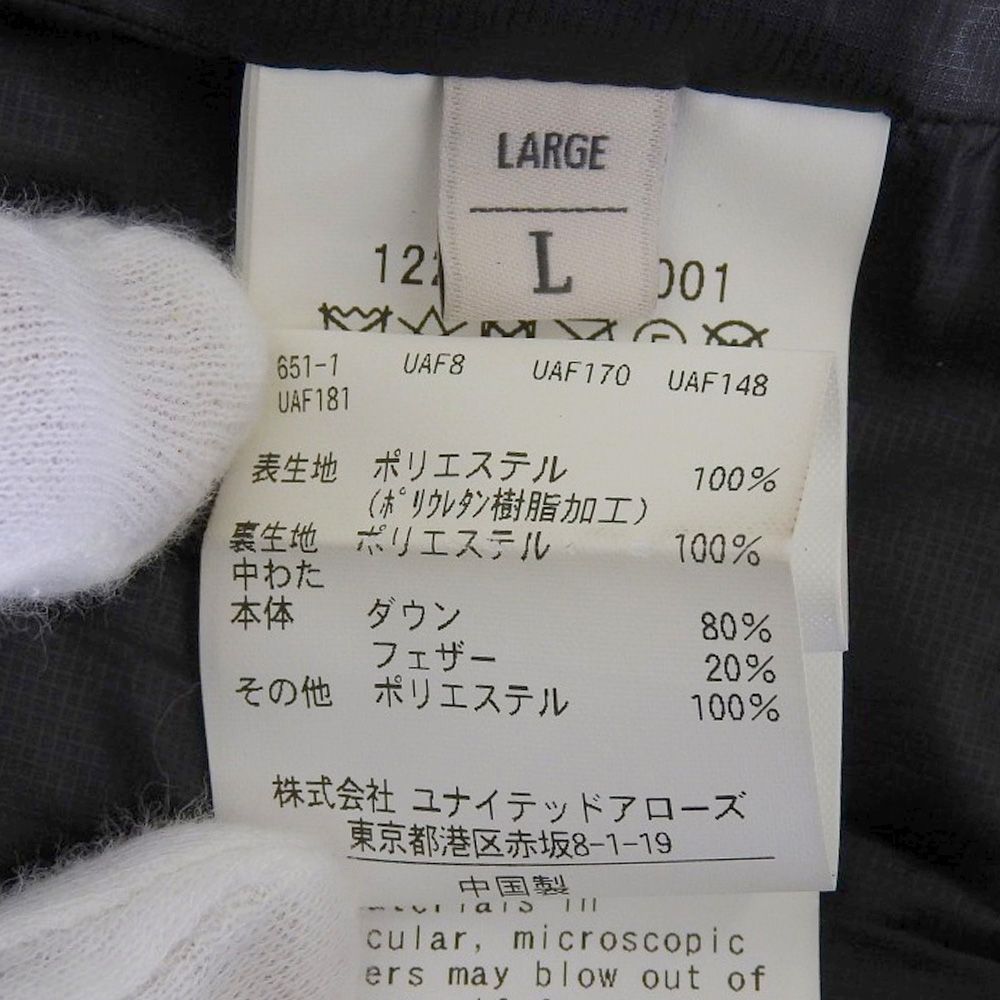 LARGE
L
001
651-1 UAF8 UAF170 UAF148
UAF181
表生地 ポリエステル 100%
(ポリウレタン樹脂加工)
裏生地 ポリエステル 100%
中わた
本体 ダウン 80%
フェザー 20%
その他 ポリエステル 100%
株式会社 ユナイテッドアローズ
東京都港区赤坂8-1-19
中国製
in
cular, microscopic
ers may blow out of